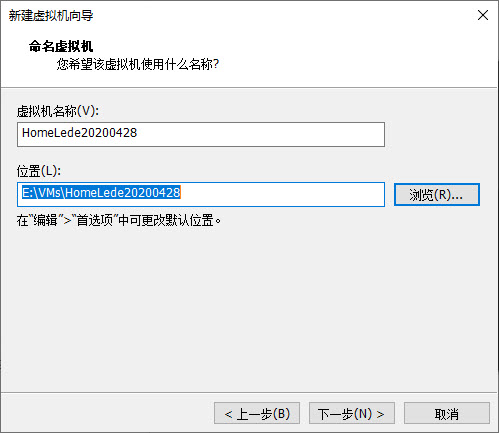 新建虚拟机向导
命名虚拟机
您希望该虚拟机使用什么名称?
虚拟机名称(V):
HomeLede20200428
位置(L):
E:\VMs\HomeLede20200428
浏览(R)...
在“编辑”>“首选项”中可更改默认位置。
< 上一步(B)
下一步(N) >
取消